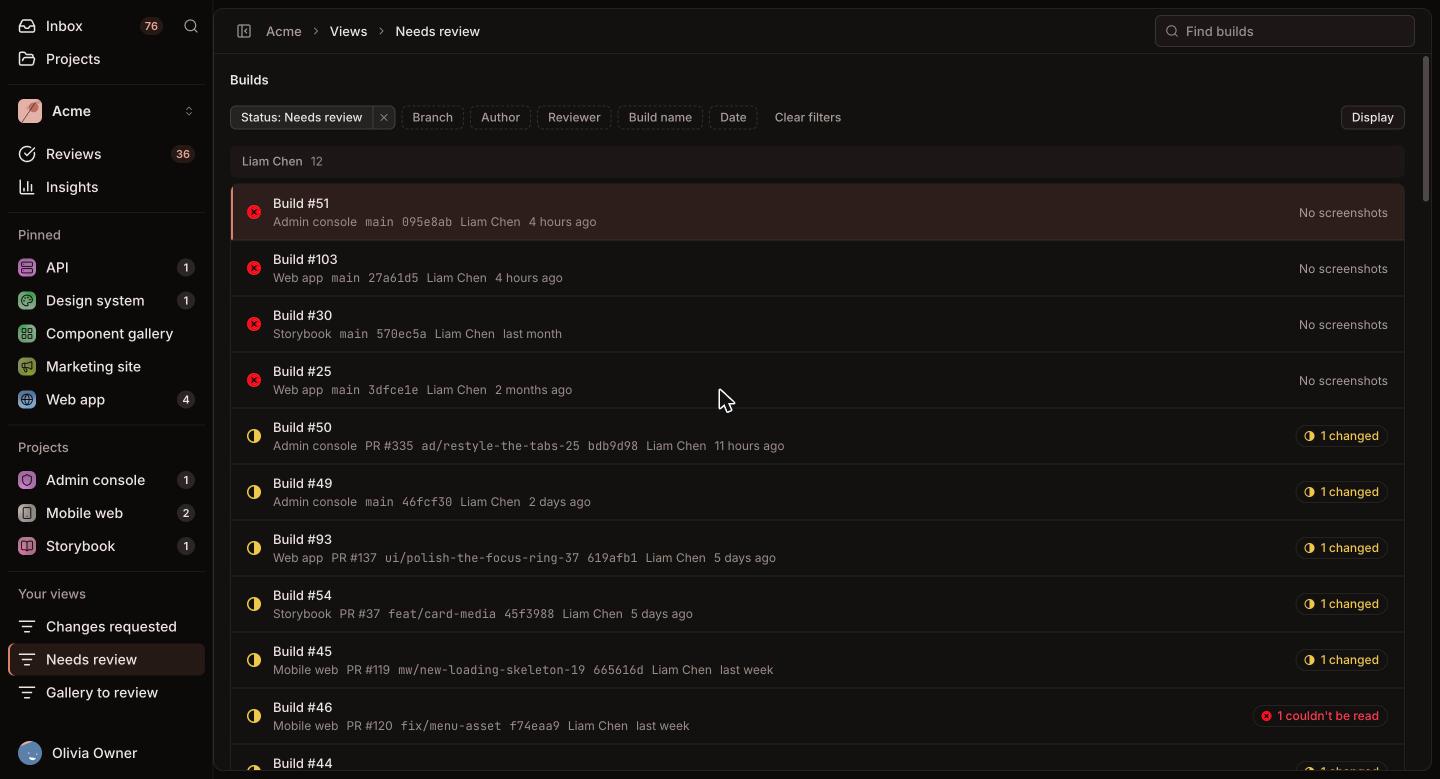 Inbox 76
Projects
Acme
Reviews 36
Insights
Pinned
API 1
Design system 1
Component gallery
Marketing site
Web app 4
Projects
Admin console 1
Mobile web 2
Storybook 1
Your views
Changes requested
Needs review
Gallery to review
Olivia Owner
Acme Views Needs review
Find builds
Builds
Status: Needs review Branch Author Reviewer Build name Date Clear filters Display
Liam Chen 12
Build #51
Admin console main 095e8ab Liam Chen 4 hours ago
No screenshots
Build #103
Web app main 27a61d5 Liam Chen 4 hours ago
No screenshots
Build #30
Storybook main 570ec5a Liam Chen last month
No screenshots
Build #25
Web app main 3dfce1e Liam Chen 2 months ago
No screenshots
Build #50
Admin console PR #335 ad/restyle-the-tabs-25 bdb9d98 Liam Chen 11 hours ago
1 changed
Build #49
Admin console main 46fcf30 Liam Chen 2 days ago
1 changed
Build #93
Web app PR #137 ui/polish-the-focus-ring-37 619afb1 Liam Chen 5 days ago
1 changed
Build #54
Storybook PR #37 feat/card-media 45f3988 Liam Chen 5 days ago
1 changed
Build #45
Mobile web PR #119 mw/new-loading-skeleton-19 665616d Liam Chen last week
1 changed
Build #46
Mobile web PR #120 fix/menu-asset f74eaa9 Liam Chen last week
1 couldn't be read
Build #44
1 changed